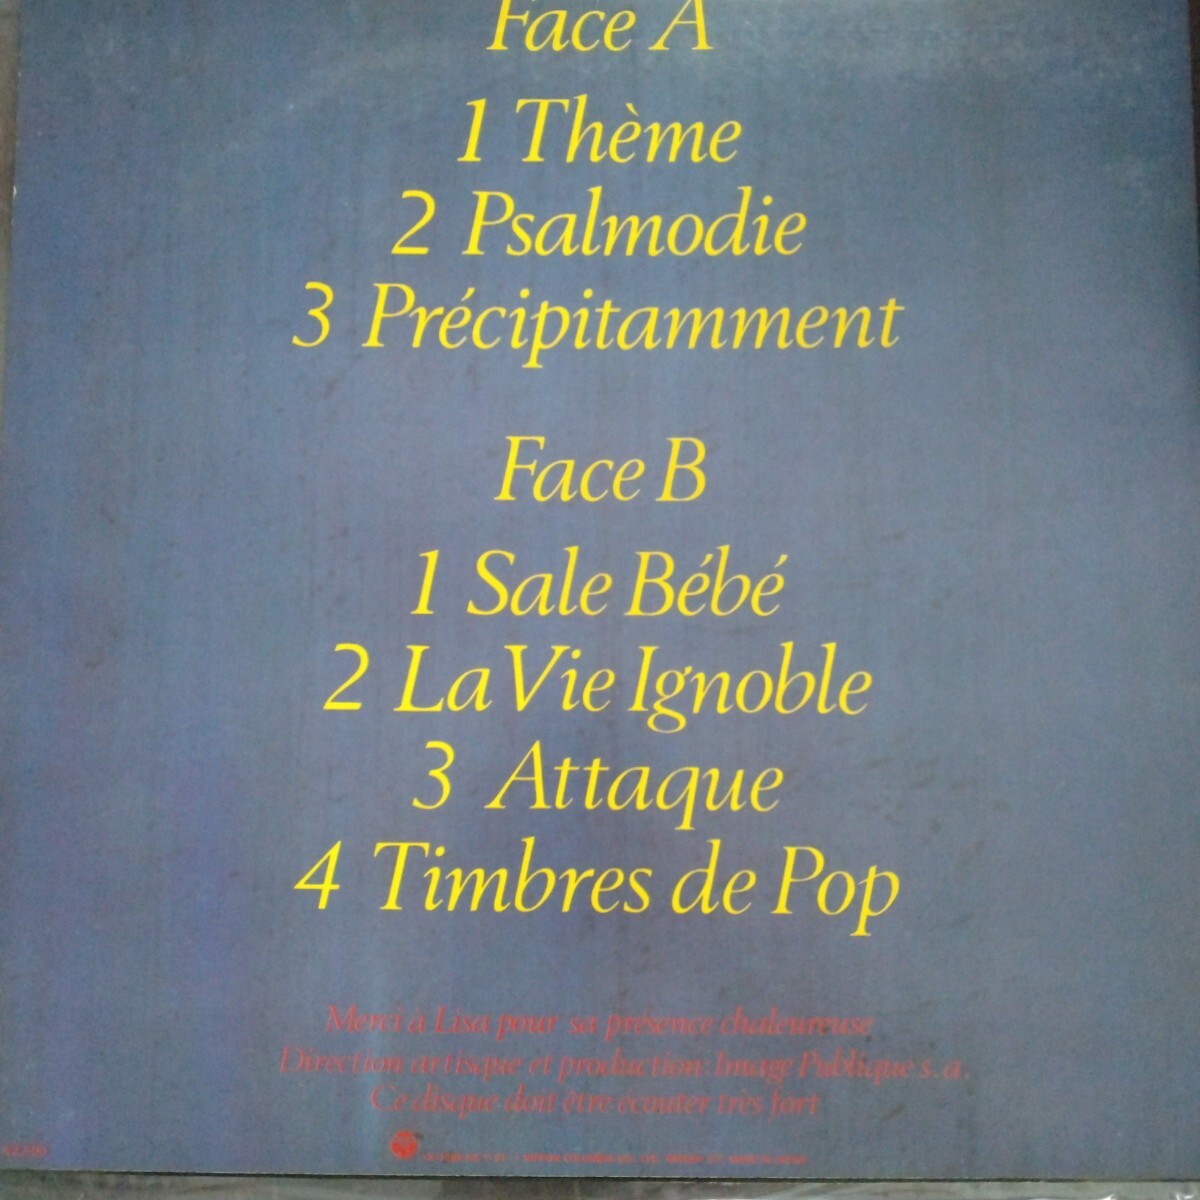 Face A
1 Thème
2 Psalmodie
3 Précipitamment
Face B
1 Sale Bébé
2 La Vie Ignoble
3 Attaque
4 Timbres de Pop
Merci à Lisa pour sa présence chaleureuse
Direction artisque et production: Image Publique s.a.
Ce disque doit être écouter très fort